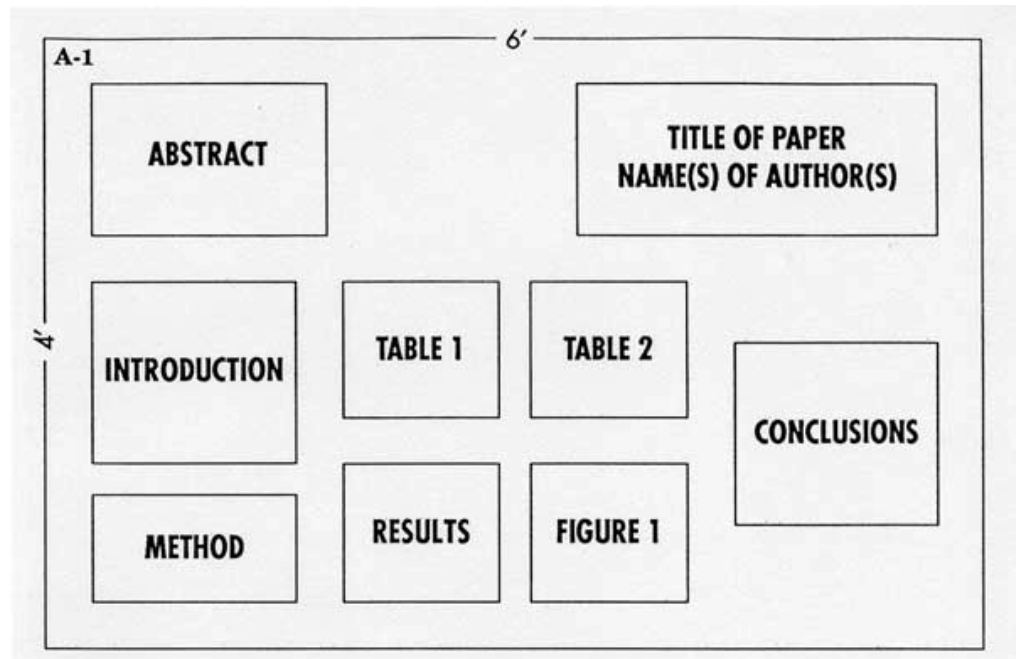 6′
A-1
ABSTRACT
TITLE OF PAPER
NAME(S) OF AUTHOR(S)
4′
INTRODUCTION
TABLE 1
TABLE 2
CONCLUSIONS
METHOD
RESULTS
FIGURE 1